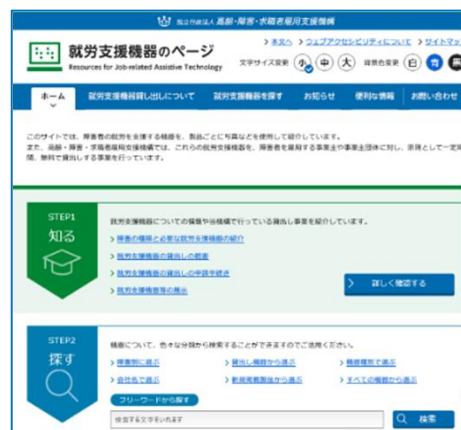 独立行政法人 高齢・障害・求職者雇用支援機構
本文へ ウェブアクセシビリティについて サイトマップ
就労支援機器のページ
Resources for Job-related Assistive Technology
文字サイズ変更 小 中 大 背景色変更 白 青 黒
ホーム 就労支援機器貸し出しについて 就労支援機器を探す お知らせ 便利な情報 お問い合わせ
このサイトでは、障害者の就労を支援する機器を、製品ごとに写真などを使用して紹介しています。
また、高齢・障害・求職者雇用支援機構では、これらの就労支援機器を、障害者を雇用する事業主や事業主団体に対し、原則として一定期
間、無料で貸出しする事業を行っています。
STEP1
知る
就労支援機器についての情報や当機構で行っている貸出し事業を紹介しています。
障害の種類と必要な就労支援機器の紹介
就労支援機器の貸出しの概要
就労支援機器の貸出しの申請手続き
就労支援機器等の展示
詳しく確認する
STEP2
探す
機器について、色々な分類から検索することができますのでご活用ください。
障害別に選ぶ 貸出し機器から選ぶ 機器種類で選ぶ
会社名で選ぶ 新規掲載製品から選ぶ すべての機器から選ぶ
フリーワードから探す
検索する文字をいれます 検索